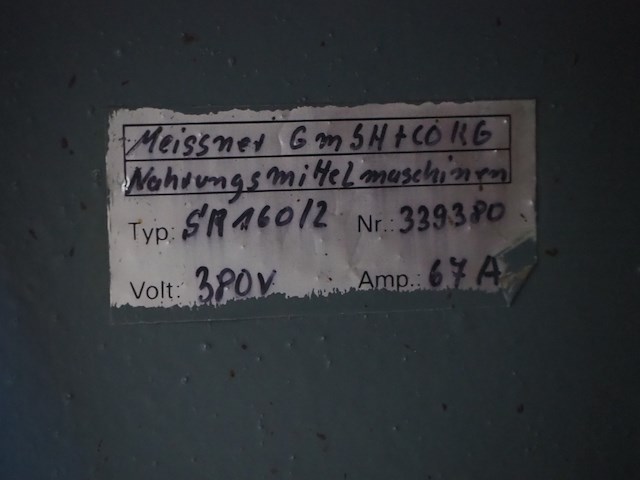 Meissner GmbH+CO KG
Nahrungsmittelmaschinen
Typ: SM160/2 Nr.: 339380
Volt: 380V Amp.: 67A